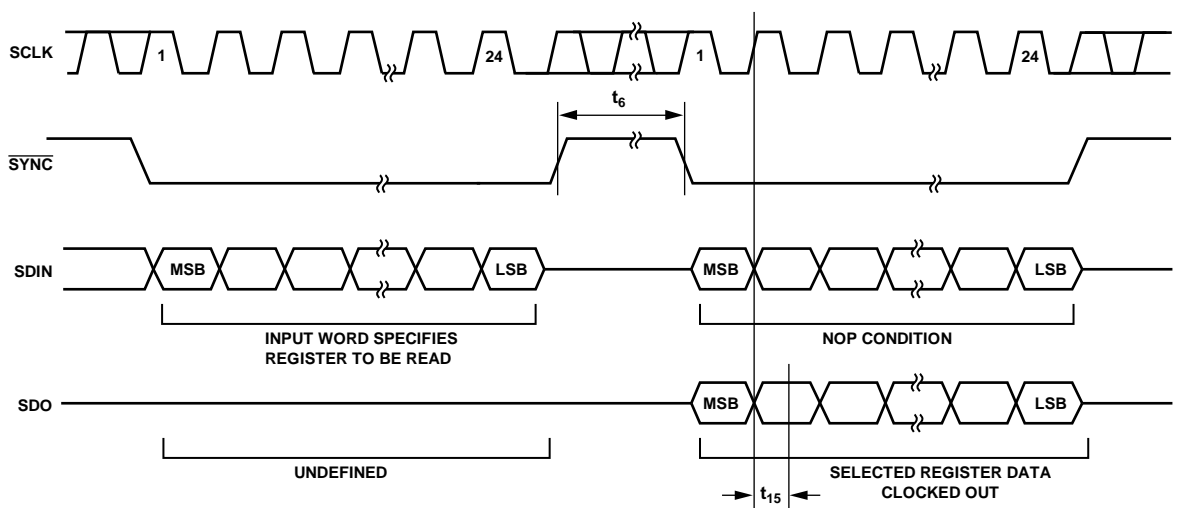 SCLK
1
24
1
24
t6
SYNC
SDIN
MSB
LSB
MSB
LSB
INPUT WORD SPECIFIES
REGISTER TO BE READ
NOP CONDITION
SDO
MSB
LSB
UNDEFINED
SELECTED REGISTER DATA
CLOCKED OUT
t15